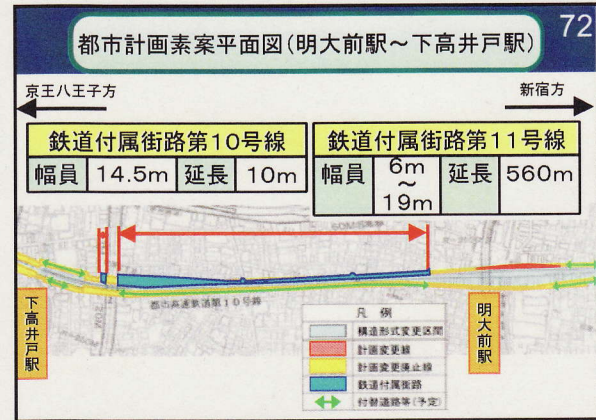 72
都市計画素案平面図(明大前駅～下高井戸駅)
京王八王子方
新宿方
鉄道付属街路第10号線
幅員 14.5m 延長 10m
鉄道付属街路第11号線
幅員 6m～19m 延長 560m
都市高速鉄道第10号線
下高井戸駅
明大前駅
凡 例
構造形式変更区間
計画変更線
計画変更廃止線
鉄道付属街路
付替道路等(予定)